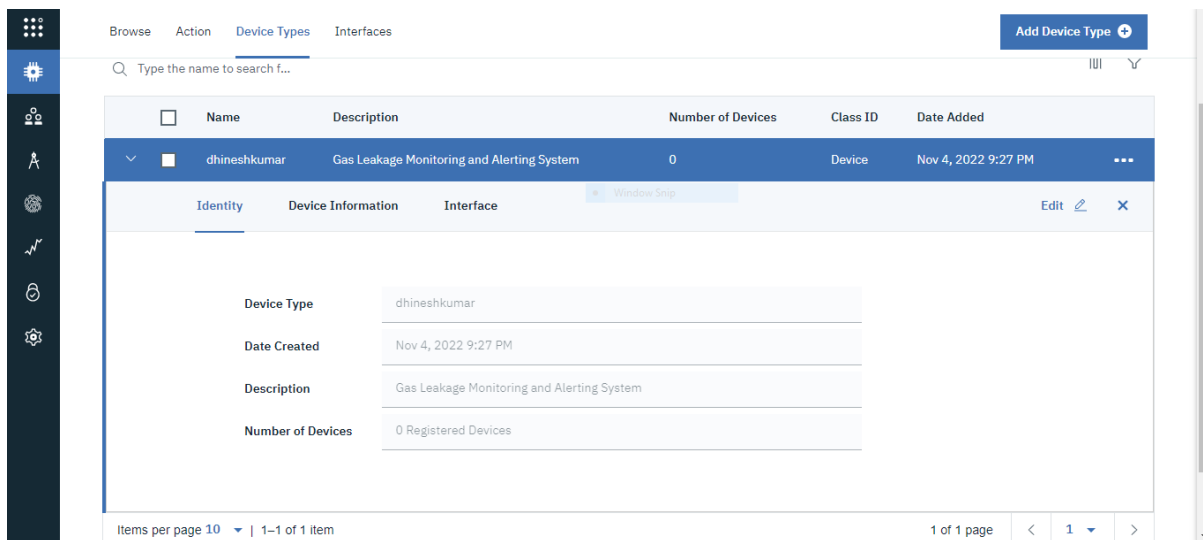 Browse Action Device Types Interfaces Add Device Type
Type the name to search f...
Name Description Number of Devices Class ID Date Added
dhineshkumar Gas Leakage Monitoring and Alerting System 0 Device Nov 4, 2022 9:27 PM
Window Snip
Identity Device Information Interface Edit
Device Type dhineshkumar
Date Created Nov 4, 2022 9:27 PM
Description Gas Leakage Monitoring and Alerting System
Number of Devices 0 Registered Devices
Items per page 10 | 1–1 of 1 item 1 of 1 page 1